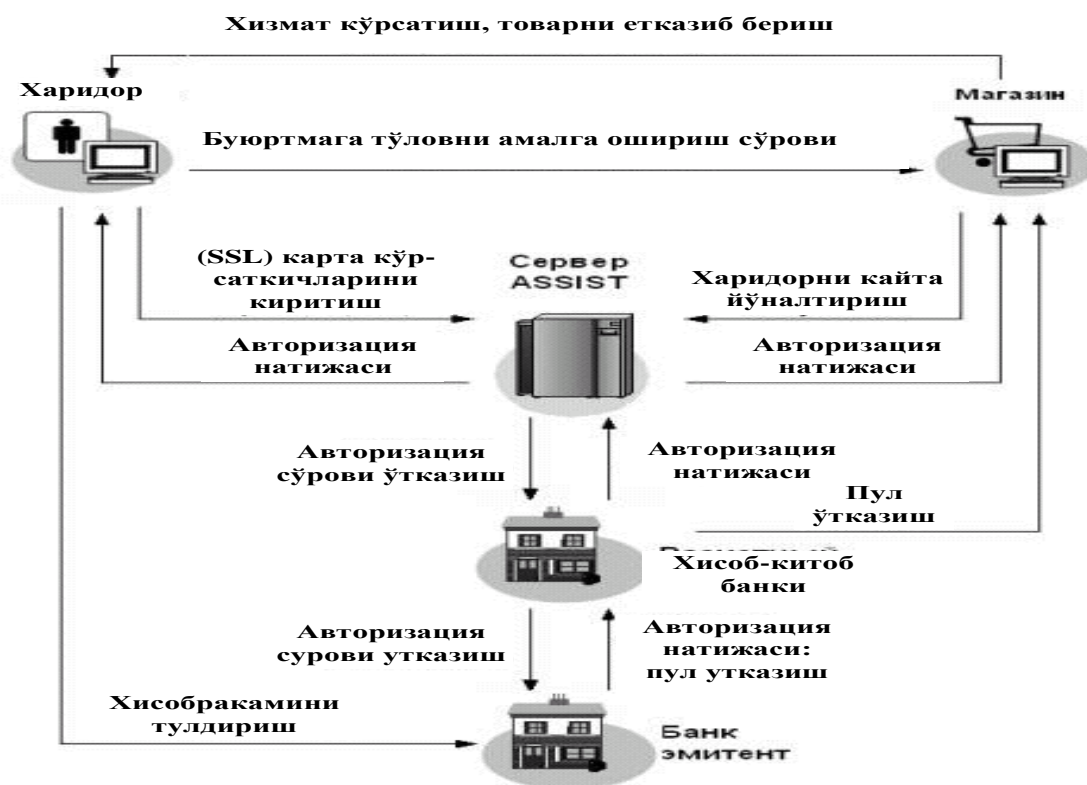 Хизмат кўрсатиш, товарни етказиб бериш
Харидор
Магазин
Буюртмага тўловни амалга ошириш сўрови
(SSL) карта кўр-
саткичларини
киритиш
Сервер
ASSIST
Харидорни кайта
йўналтириш
Авторизация
натижаси
Авторизация
натижаси
Авторизация
сўрови ўтказиш
Авторизация
натижаси
Пул
ўтказиш
Хисоб-китоб
банки
Авторизация
сурови утказиш
Авторизация
натижаси:
пул утказиш
Хисобракамини
тулдириш
Банк
эмитент